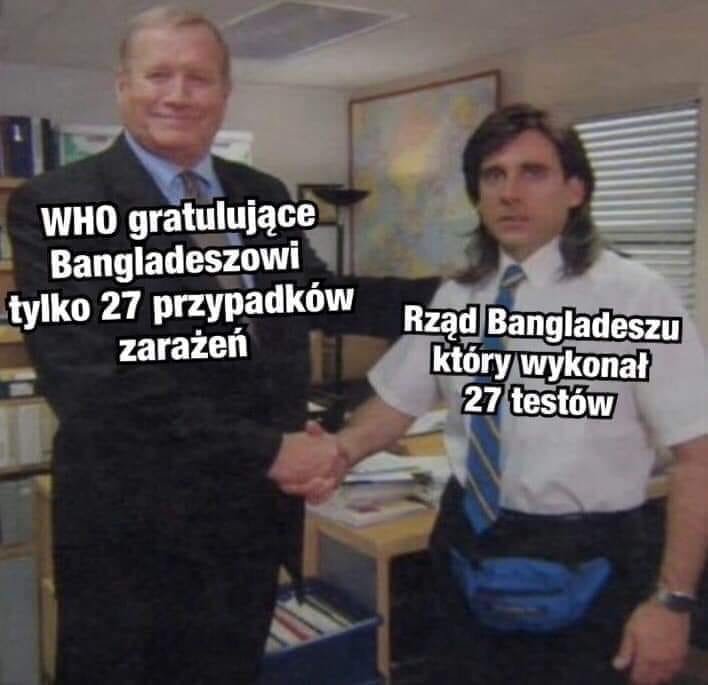 WHO gratulujące
Bangladeszowi
tylko 27 przypadków
zarażeń
Rząd Bangladeszu
który wykonał
27 testów